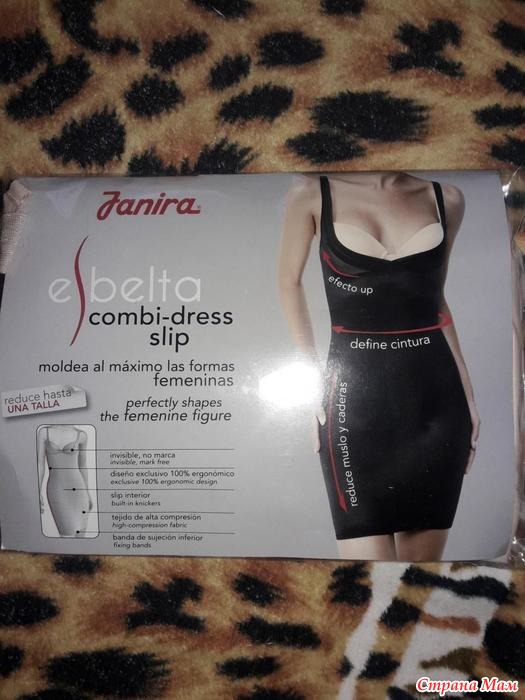 Janira
esbelta
combi-dress
slip
moldea al máximo las formas
femeninas
reduce hasta
UNA TALLA
perfectly shapes
the femenine figure
invisible, no marca
invisible, mark free
diseño exclusivo 100% ergonómico
exclusive 100% ergonomic design
slip interior
built-in knickers
tejido de alta compresión
high-compression fabric
banda de sujeción inferior
fixing bands
efecto up
define cintura
reduce muslo y caderas
Страна Мам